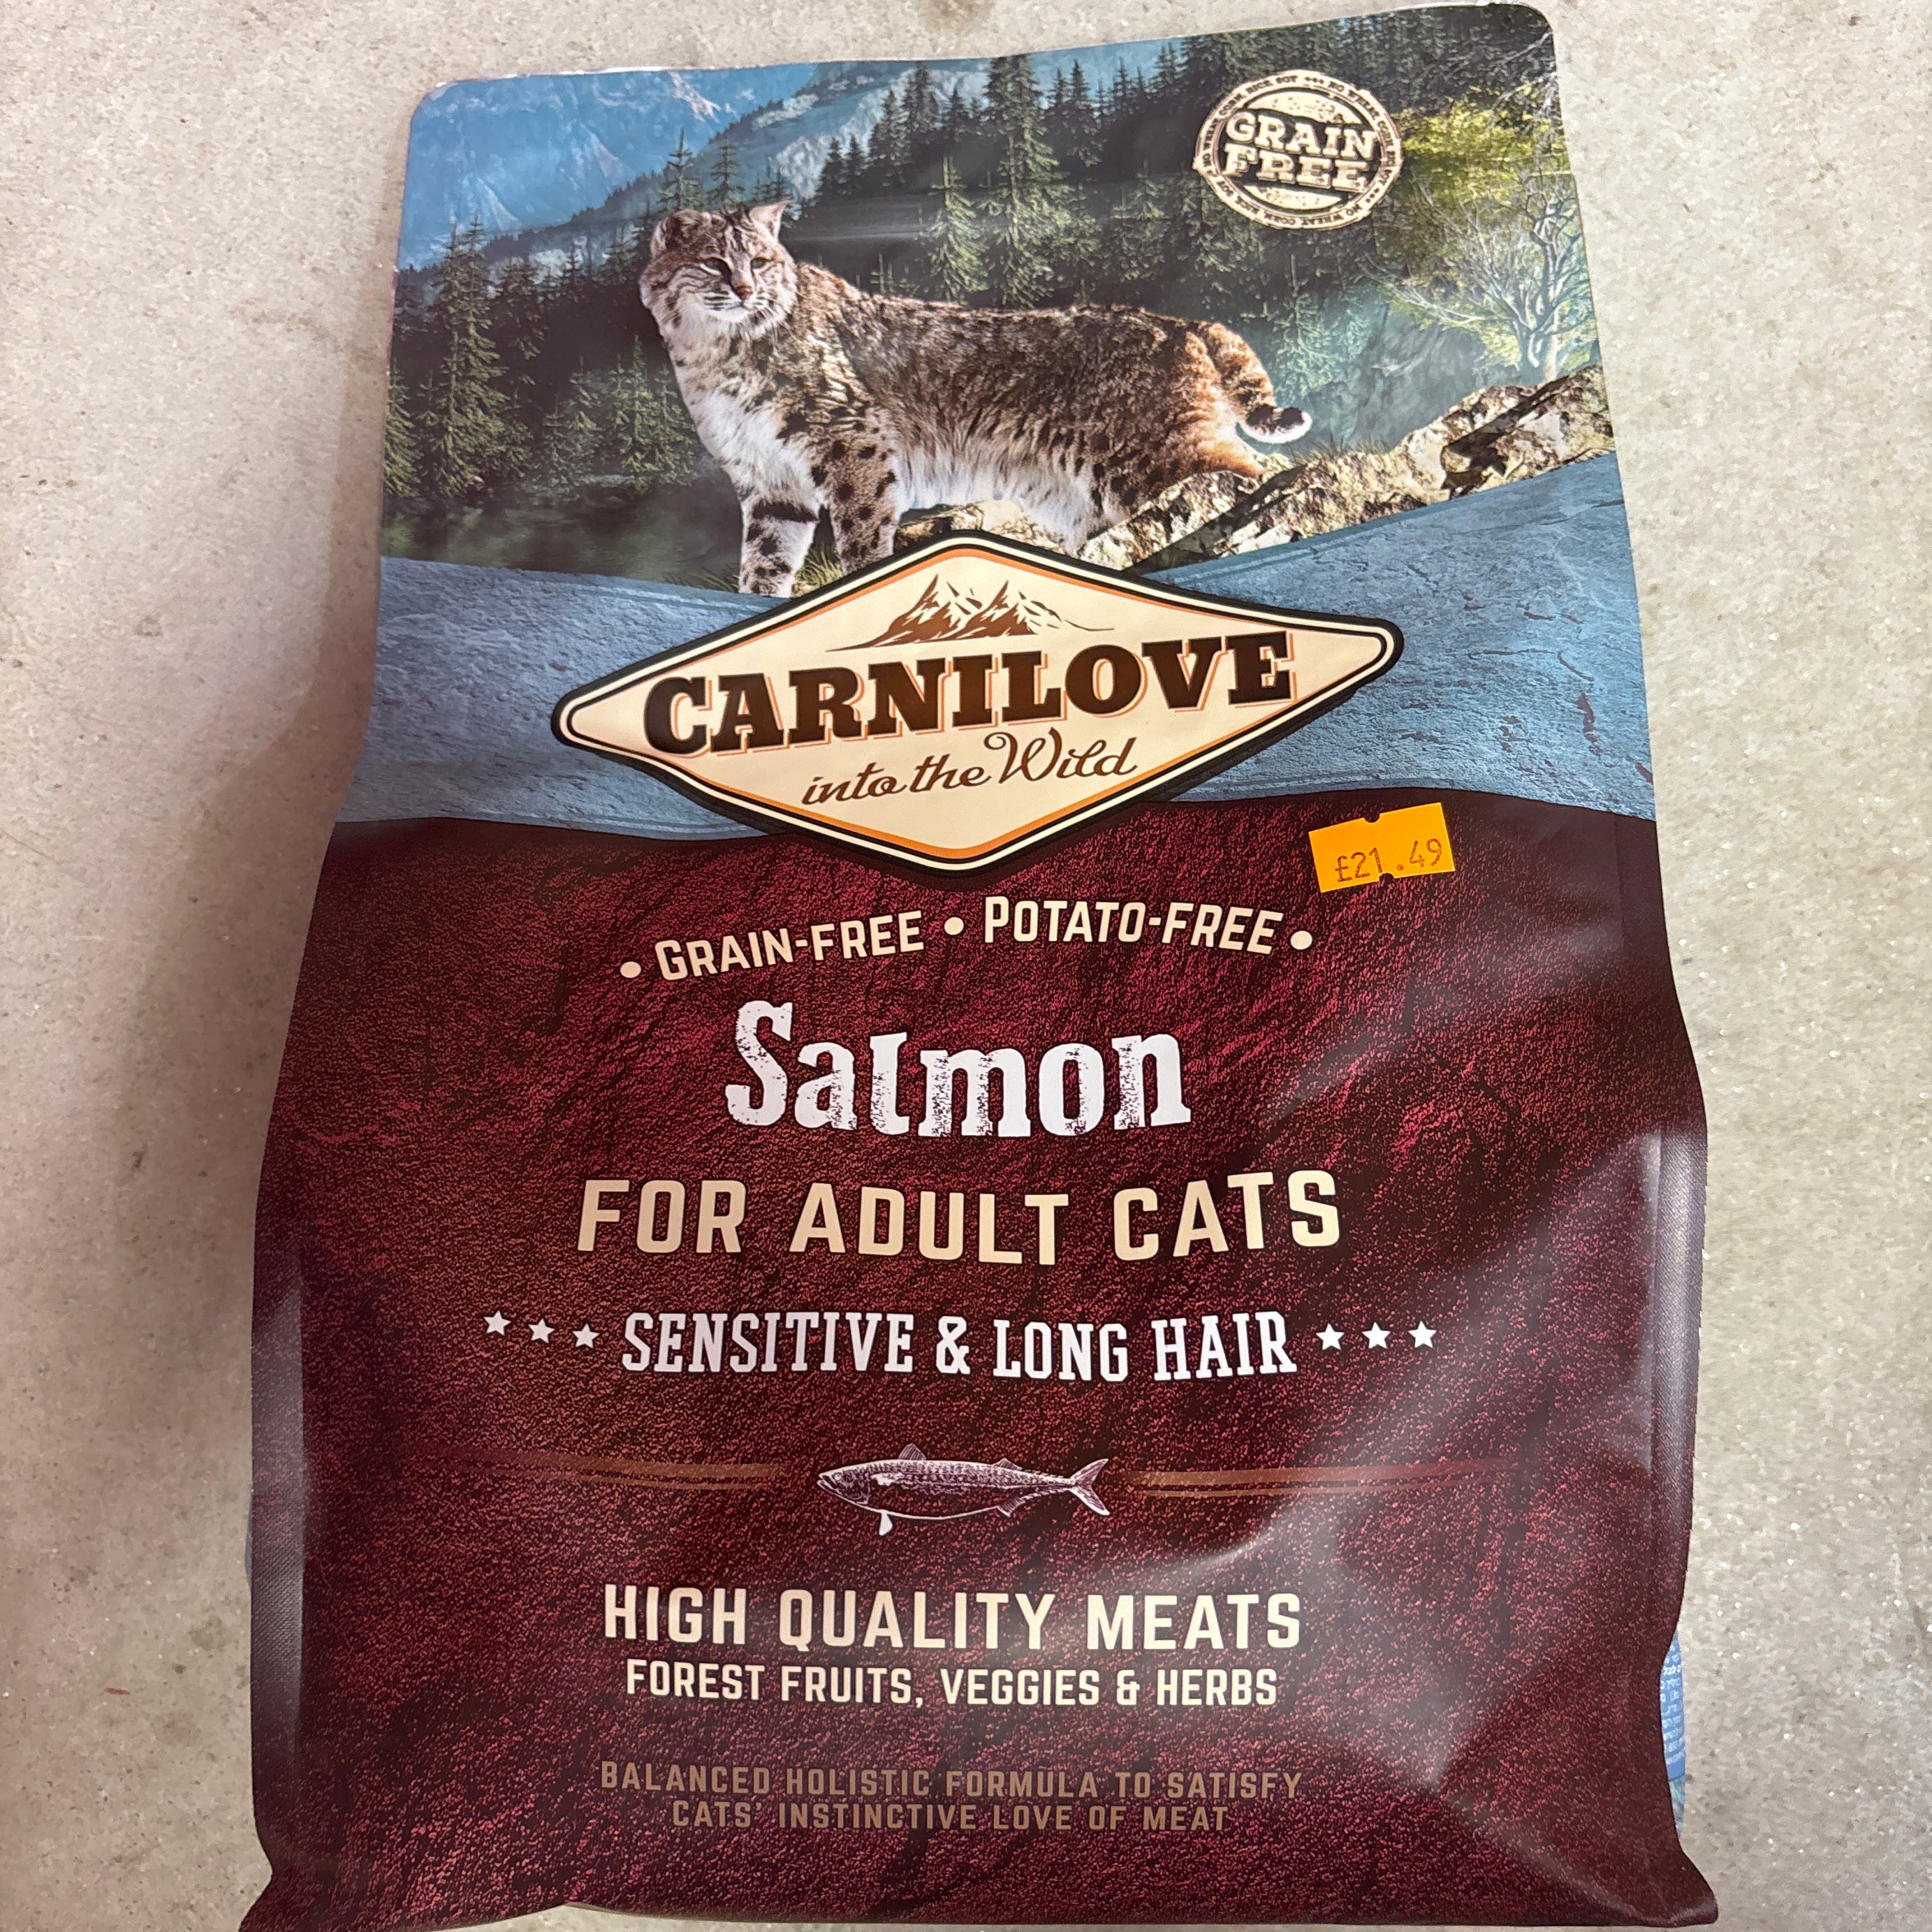 GRAIN
FREE
CARNILOVE
into the Wild
£21.49
• GRAIN-FREE • POTATO-FREE •
Salmon
FOR ADULT CATS
SENSITIVE & LONG HAIR
HIGH QUALITY MEATS
FOREST FRUITS, VEGGIES & HERBS
BALANCED HOLISTIC FORMULA TO SATISFY
CATS' INSTINCTIVE LOVE OF MEAT